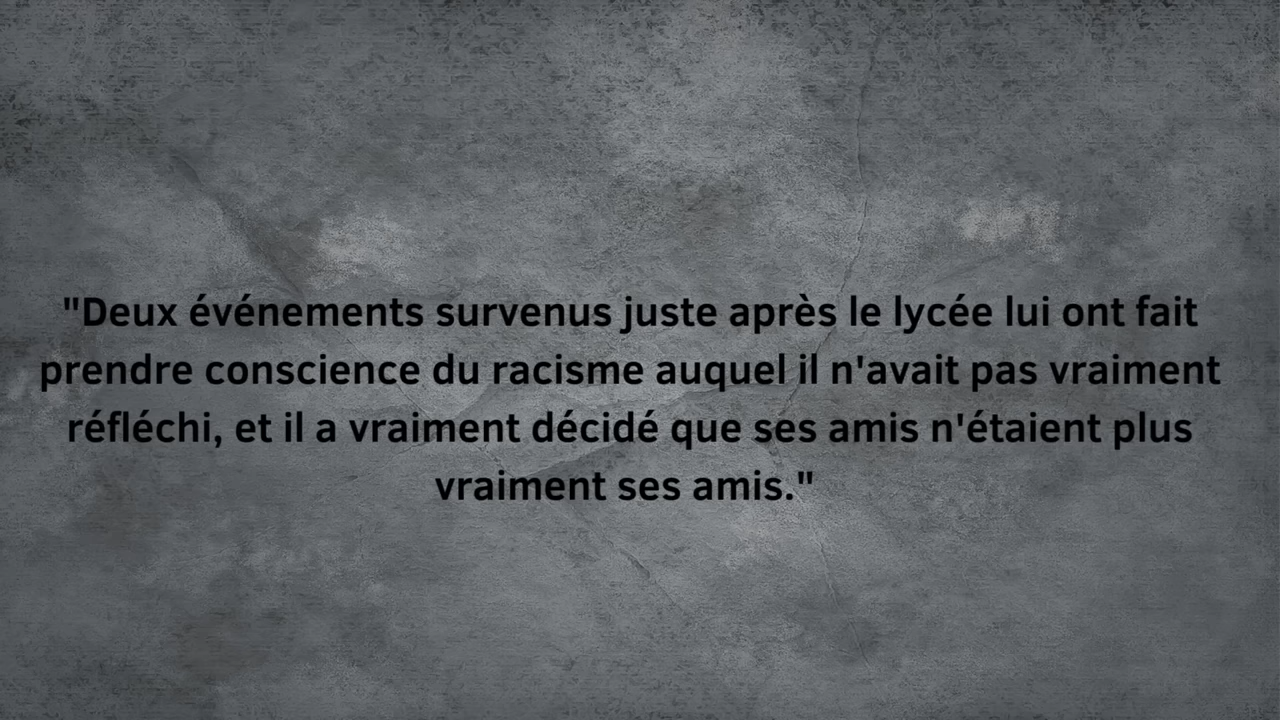 "Deux événements survenus juste après le lycée lui ont fait
prendre conscience du racisme auquel il n'avait pas vraiment
réfléchi, et il a vraiment décidé que ses amis n'étaient plus
vraiment ses amis."